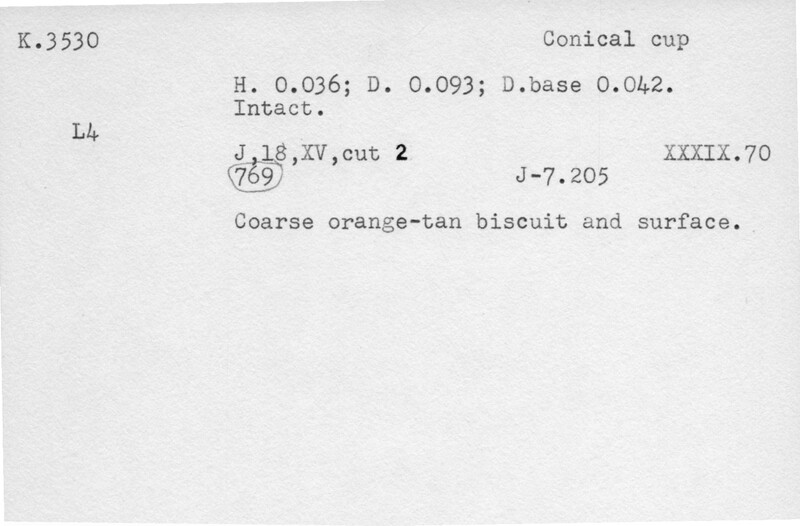 K.3530 Conical cup
H. 0.036; D. 0.093; D.base 0.042.
Intact.
L4
J,18,XV,cut 2 XXXIX.70
769 J-7.205
Coarse orange-tan biscuit and surface.